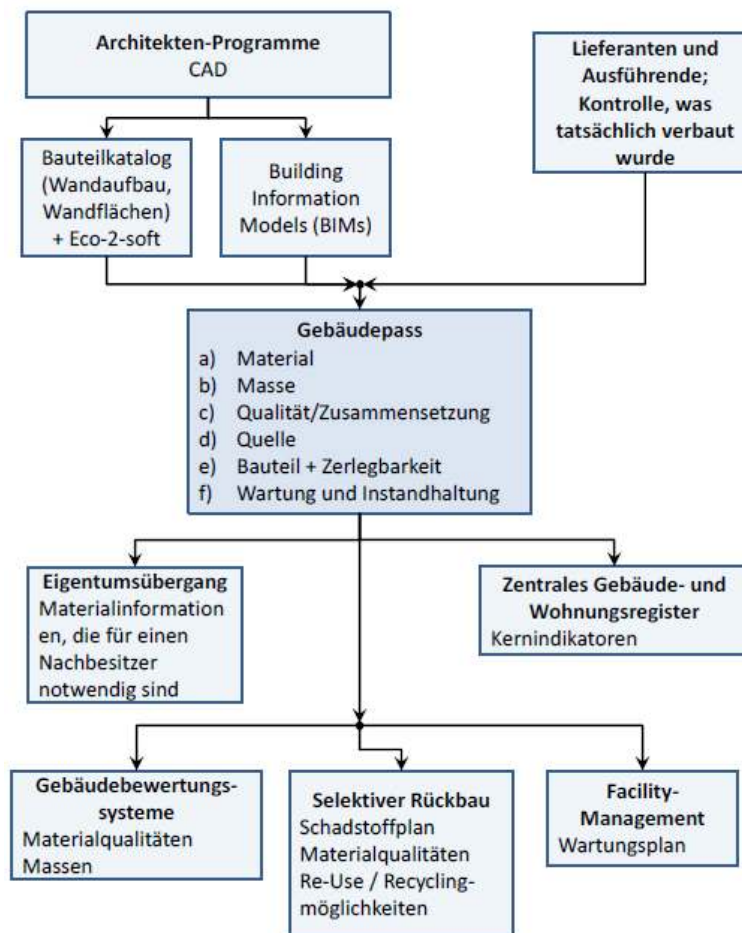 Architekten-Programme
CAD
Lieferanten und
Ausführende;
Kontrolle, was
tatsächlich verbaut
wurde
Bauteilkatalog
(Wandaufbau,
Wandflächen)
+ Eco-2-soft
Building
Information
Models (BIMs)
Gebäudepass
a) Material
b) Masse
c) Qualität/Zusammensetzung
d) Quelle
e) Bauteil + Zerlegbarkeit
f) Wartung und Instandhaltung
Eigentumsübergang
Materialinformation
en, die für einen
Nachbesitzer
notwendig sind
Zentrales Gebäude- und
Wohnungsregister
Kernindikatoren
Gebäudebewertungs-
systeme
Materialqualitäten
Massen
Selektiver Rückbau
Schadstoffplan
Materialqualitäten
Re-Use / Recycling-
möglichkeiten
Facility-
Management
Wartungsplan